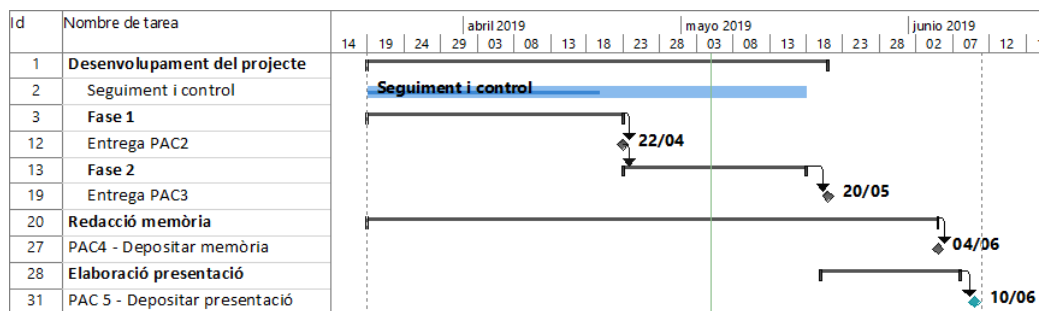 Id Nombre de tarea abril 2019 mayo 2019 junio 2019
14 19 24 29 03 08 13 18 23 28 03 08 13 18 23 28 02 07 12
1 Desenvolupament del projecte
2 Seguiment i control Seguiment i control
3 Fase 1
12 Entrega PAC2 22/04
13 Fase 2
19 Entrega PAC3 20/05
20 Redacció memòria
27 PAC4 - Depositar memòria 04/06
28 Elaboració presentació
31 PAC 5 - Depositar presentació 10/06